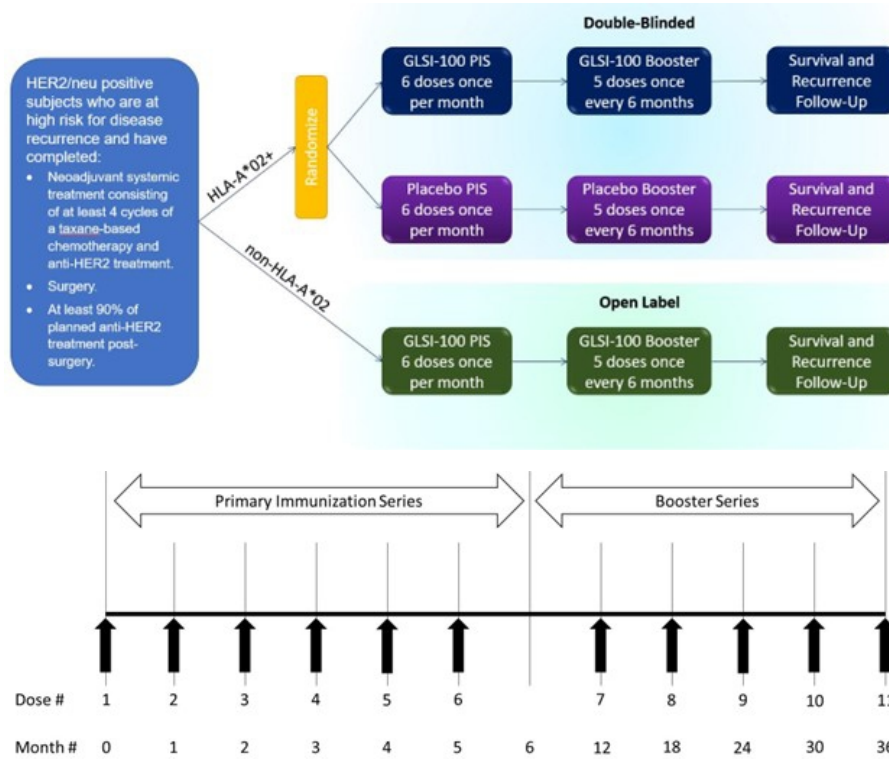 Double-Blinded
HER2/neu positive
subjects who are at
high risk for disease
recurrence and have
completed:
• Neoadjuvant systemic
treatment consisting
of at least 4 cycles of
a taxane-based
chemotherapy and
anti-HER2 treatment.
• Surgery.
• At least 90% of
planned anti-HER2
treatment post-
surgery.
HLA-A*02+
non-HLA-A*02
Randomize
GLSI-100 PIS
6 doses once
per month
GLSI-100 Booster
5 doses once
every 6 months
Survival and
Recurrence
Follow-Up
Placebo PIS
6 doses once
per month
Placebo Booster
5 doses once
every 6 months
Survival and
Recurrence
Follow-Up
Open Label
GLSI-100 PIS
6 doses once
per month
GLSI-100 Booster
5 doses once
every 6 months
Survival and
Recurrence
Follow-Up
Primary Immunization Series
Booster Series
Dose # 1 2 3 4 5 6 7 8 9 10 11
Month # 0 1 2 3 4 5 6 12 18 24 30 36